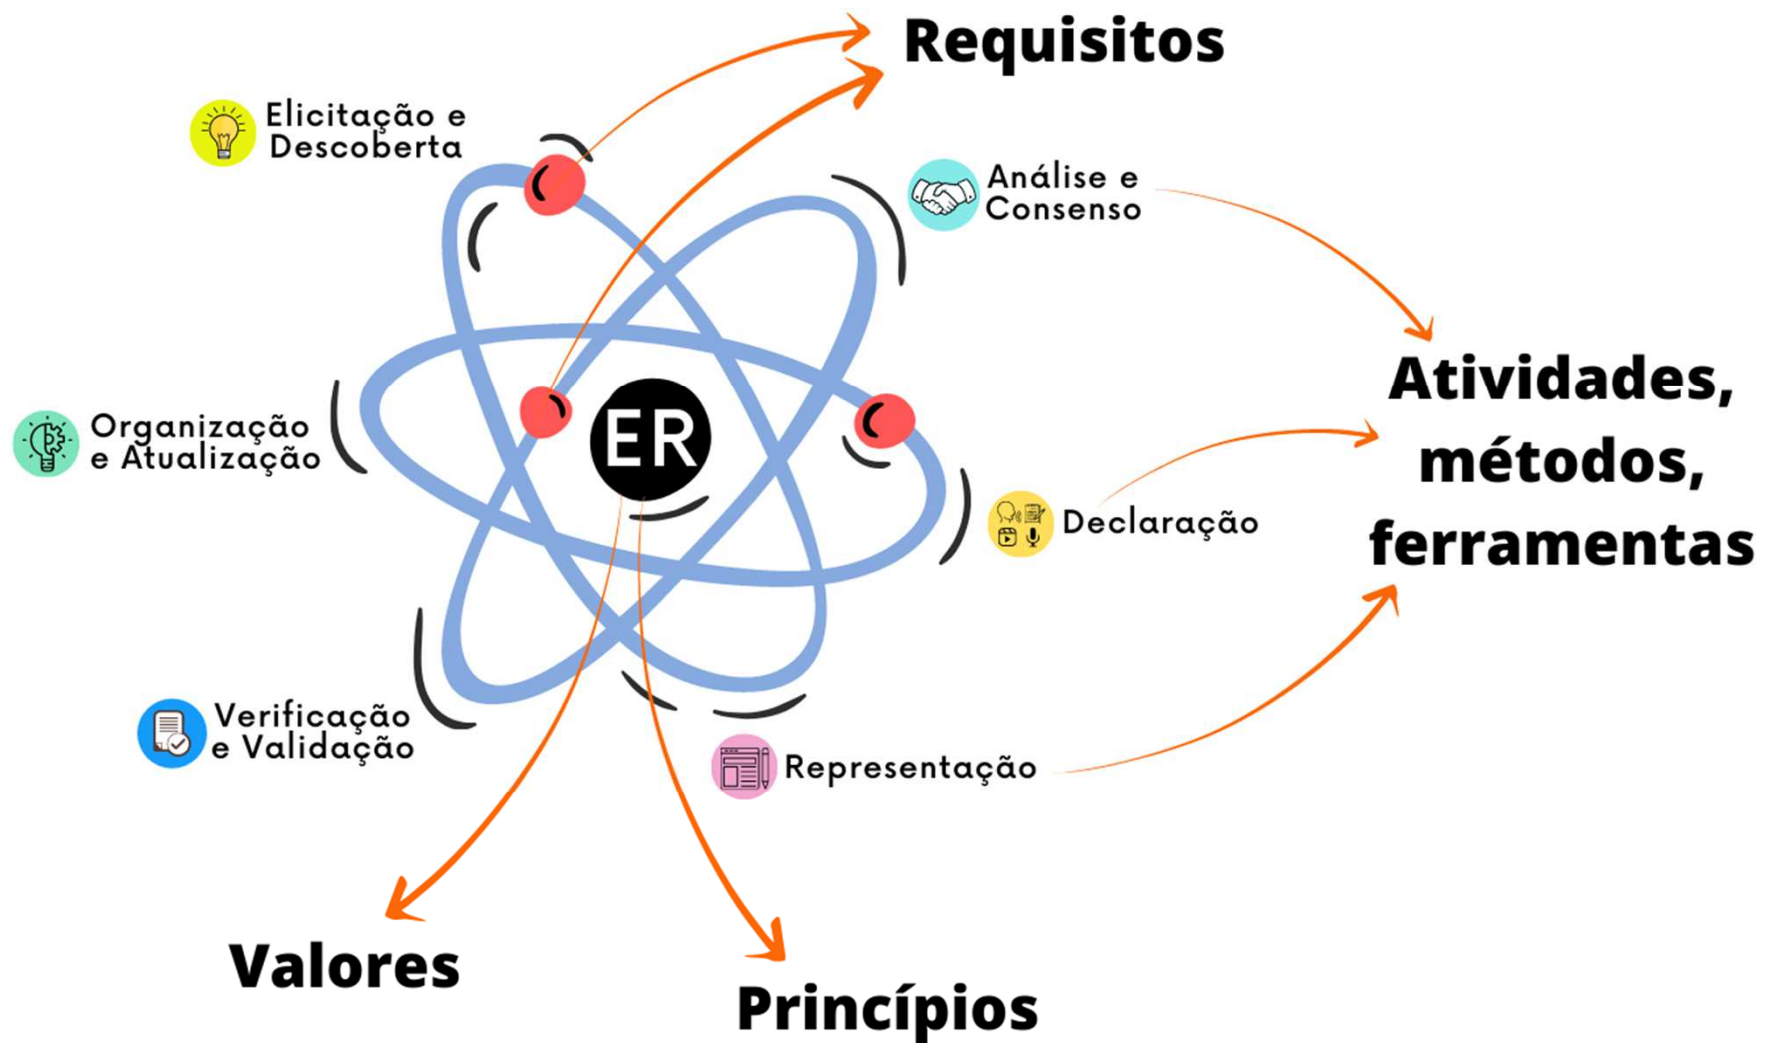 Requisitos
Elicitação e
Descoberta
Análise e
Consenso
Atividades,
métodos,
ferramentas
ER
Organização
e Atualização
Declaração
Verificação
e Validação
Representação
Valores
Princípios